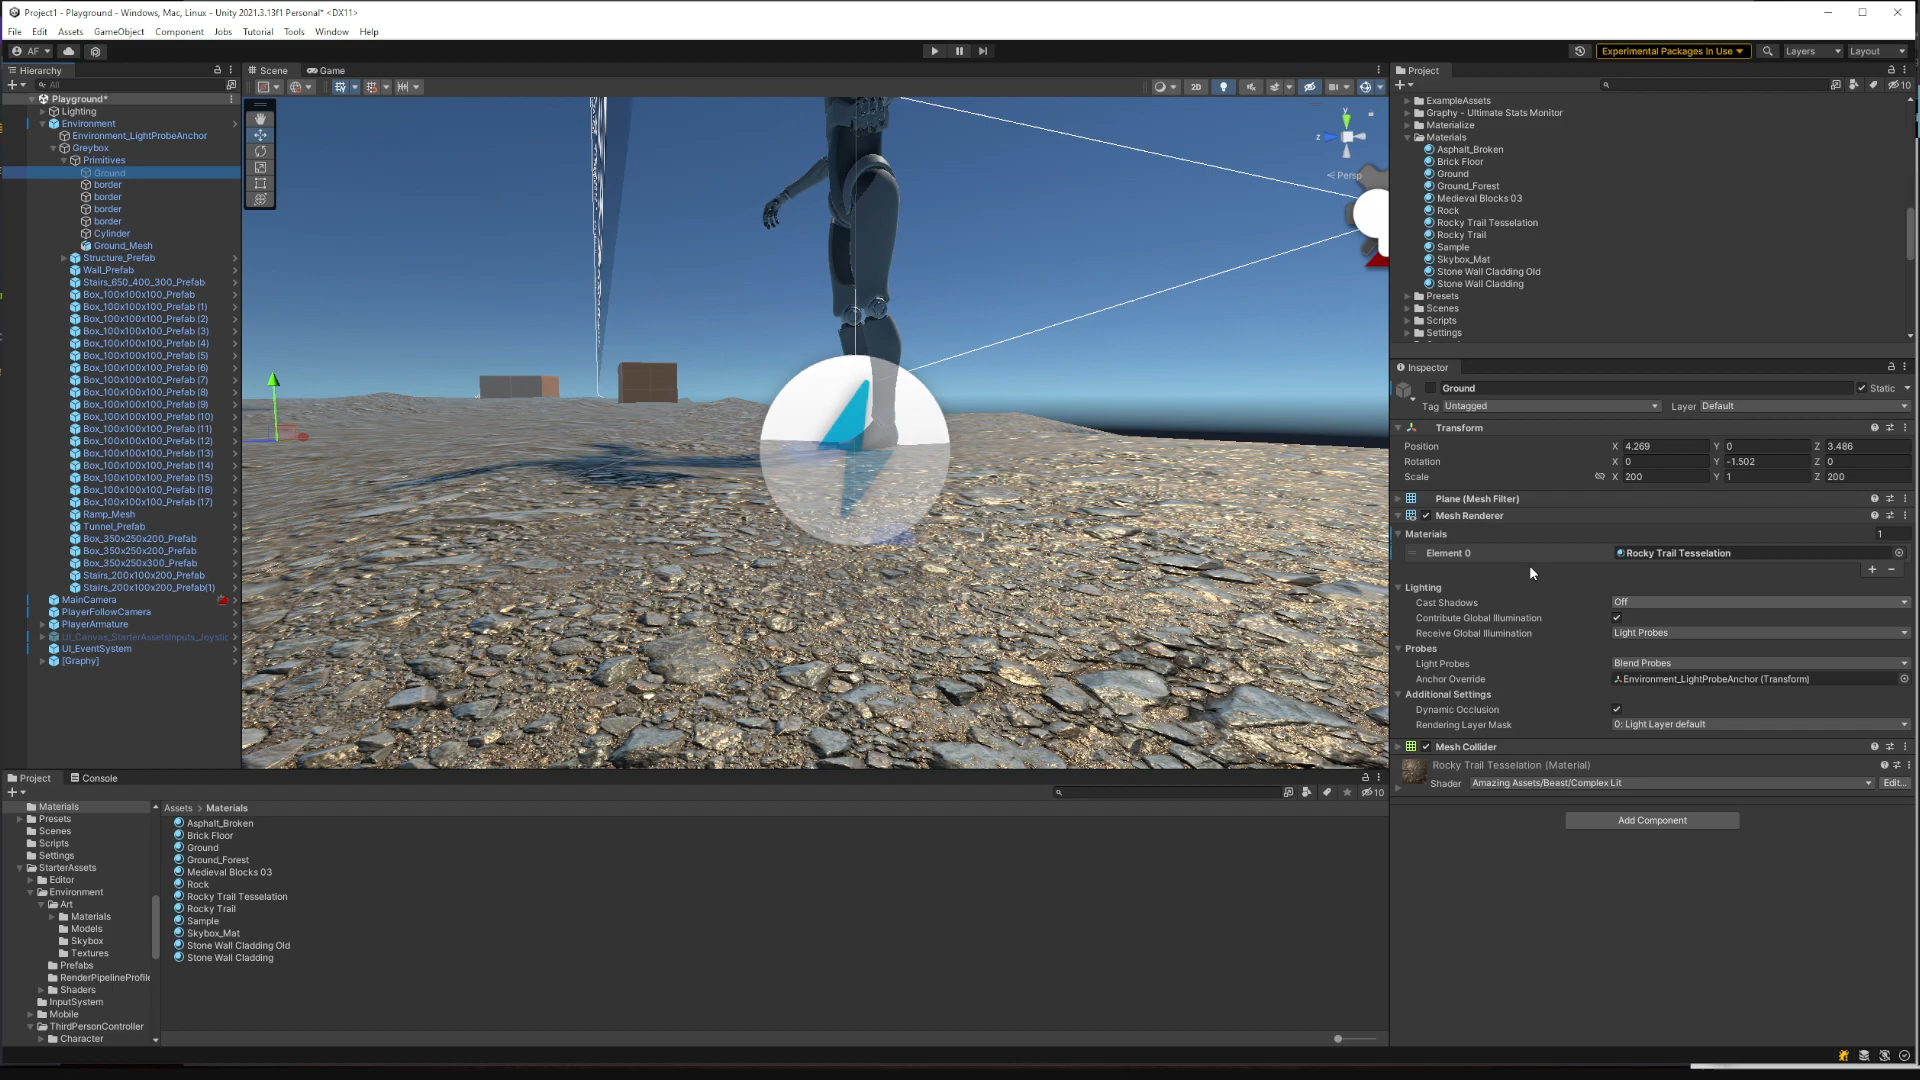 Project1 - Playground - Windows, Mac, Linux - Unity 2021.3.13f1 Personal* <DX11>
File Edit Assets GameObject Component Jobs Tutorial Tools Window Help
AF
Experimental Packages In Use
Layers
Layout
Hierarchy
All
Playground*
Lighting
Environment
Environment_LightProbeAnchor
Greybox
Primitives
Ground
border
border
border
border
Cylinder
Ground_Mesh
Structure_Prefab
Wall_Prefab
Stairs_650_400_300_Prefab
Box_100x100x100_Prefab
Box_100x100x100_Prefab (1)
Box_100x100x100_Prefab (2)
Box_100x100x100_Prefab (3)
Box_100x100x100_Prefab (4)
Box_100x100x100_Prefab (5)
Box_100x100x100_Prefab (6)
Box_100x100x100_Prefab (7)
Box_100x100x100_Prefab (8)
Box_100x100x100_Prefab (9)
Box_100x100x100_Prefab (10)
Box_100x100x100_Prefab (11)
Box_100x100x100_Prefab (12)
Box_100x100x100_Prefab (13)
Box_100x100x100_Prefab (14)
Box_100x100x100_Prefab (15)
Box_100x100x100_Prefab (16)
Box_100x100x100_Prefab (17)
Ramp_Mesh
Tunnel_Prefab
Box_350x250x200_Prefab
Box_350x250x200_Prefab
Box_350x250x300_Prefab
Stairs_200x100x200_Prefab
Stairs_200x100x200_Prefab(1)
MainCamera
PlayerFollowCamera
PlayerArmature
UI_Canvas_StarterAssetsInputs_Joystic
UI_EventSystem
[Graphy]
Scene
Game
2D
y
z
Persp
Project
10
ExampleAssets
Graphy - Ultimate Stats Monitor
Materialize
Materials
Asphalt_Broken
Brick Floor
Ground
Ground_Forest
Medieval Blocks 03
Rock
Rocky Trail Tesselation
Rocky Trail
Sample
Skybox_Mat
Stone Wall Cladding Old
Stone Wall Cladding
Presets
Scenes
Scripts
Settings
Inspector
Ground
Static
Tag Untagged
Layer Default
Transform
Position X 4.269 Y 0 Z 3.486
Rotation X 0 Y -1.502 Z 0
Scale X 200 Y 1 Z 200
Plane (Mesh Filter)
Mesh Renderer
Materials 1
Element 0 Rocky Trail Tesselation
Lighting
Cast Shadows Off
Contribute Global Illumination
Receive Global Illumination Light Probes
Probes
Light Probes Blend Probes
Anchor Override Environment_LightProbeAnchor (Transform)
Additional Settings
Dynamic Occlusion
Rendering Layer Mask 0: Light Layer default
Mesh Collider
Rocky Trail Tesselation (Material)
Shader Amazing Assets/Beast/Complex Lit Edit...
Add Component
Project
Console
10
Materials
Presets
Scenes
Scripts
Settings
StarterAssets
Editor
Environment
Art
Materials
Models
Skybox
Textures
Prefabs
RenderPipelineProfile
Shaders
InputSystem
Mobile
ThirdPersonController
Character
Assets > Materials
Asphalt_Broken
Brick Floor
Ground
Ground_Forest
Medieval Blocks 03
Rock
Rocky Trail Tesselation
Rocky Trail
Sample
Skybox_Mat
Stone Wall Cladding Old
Stone Wall Cladding